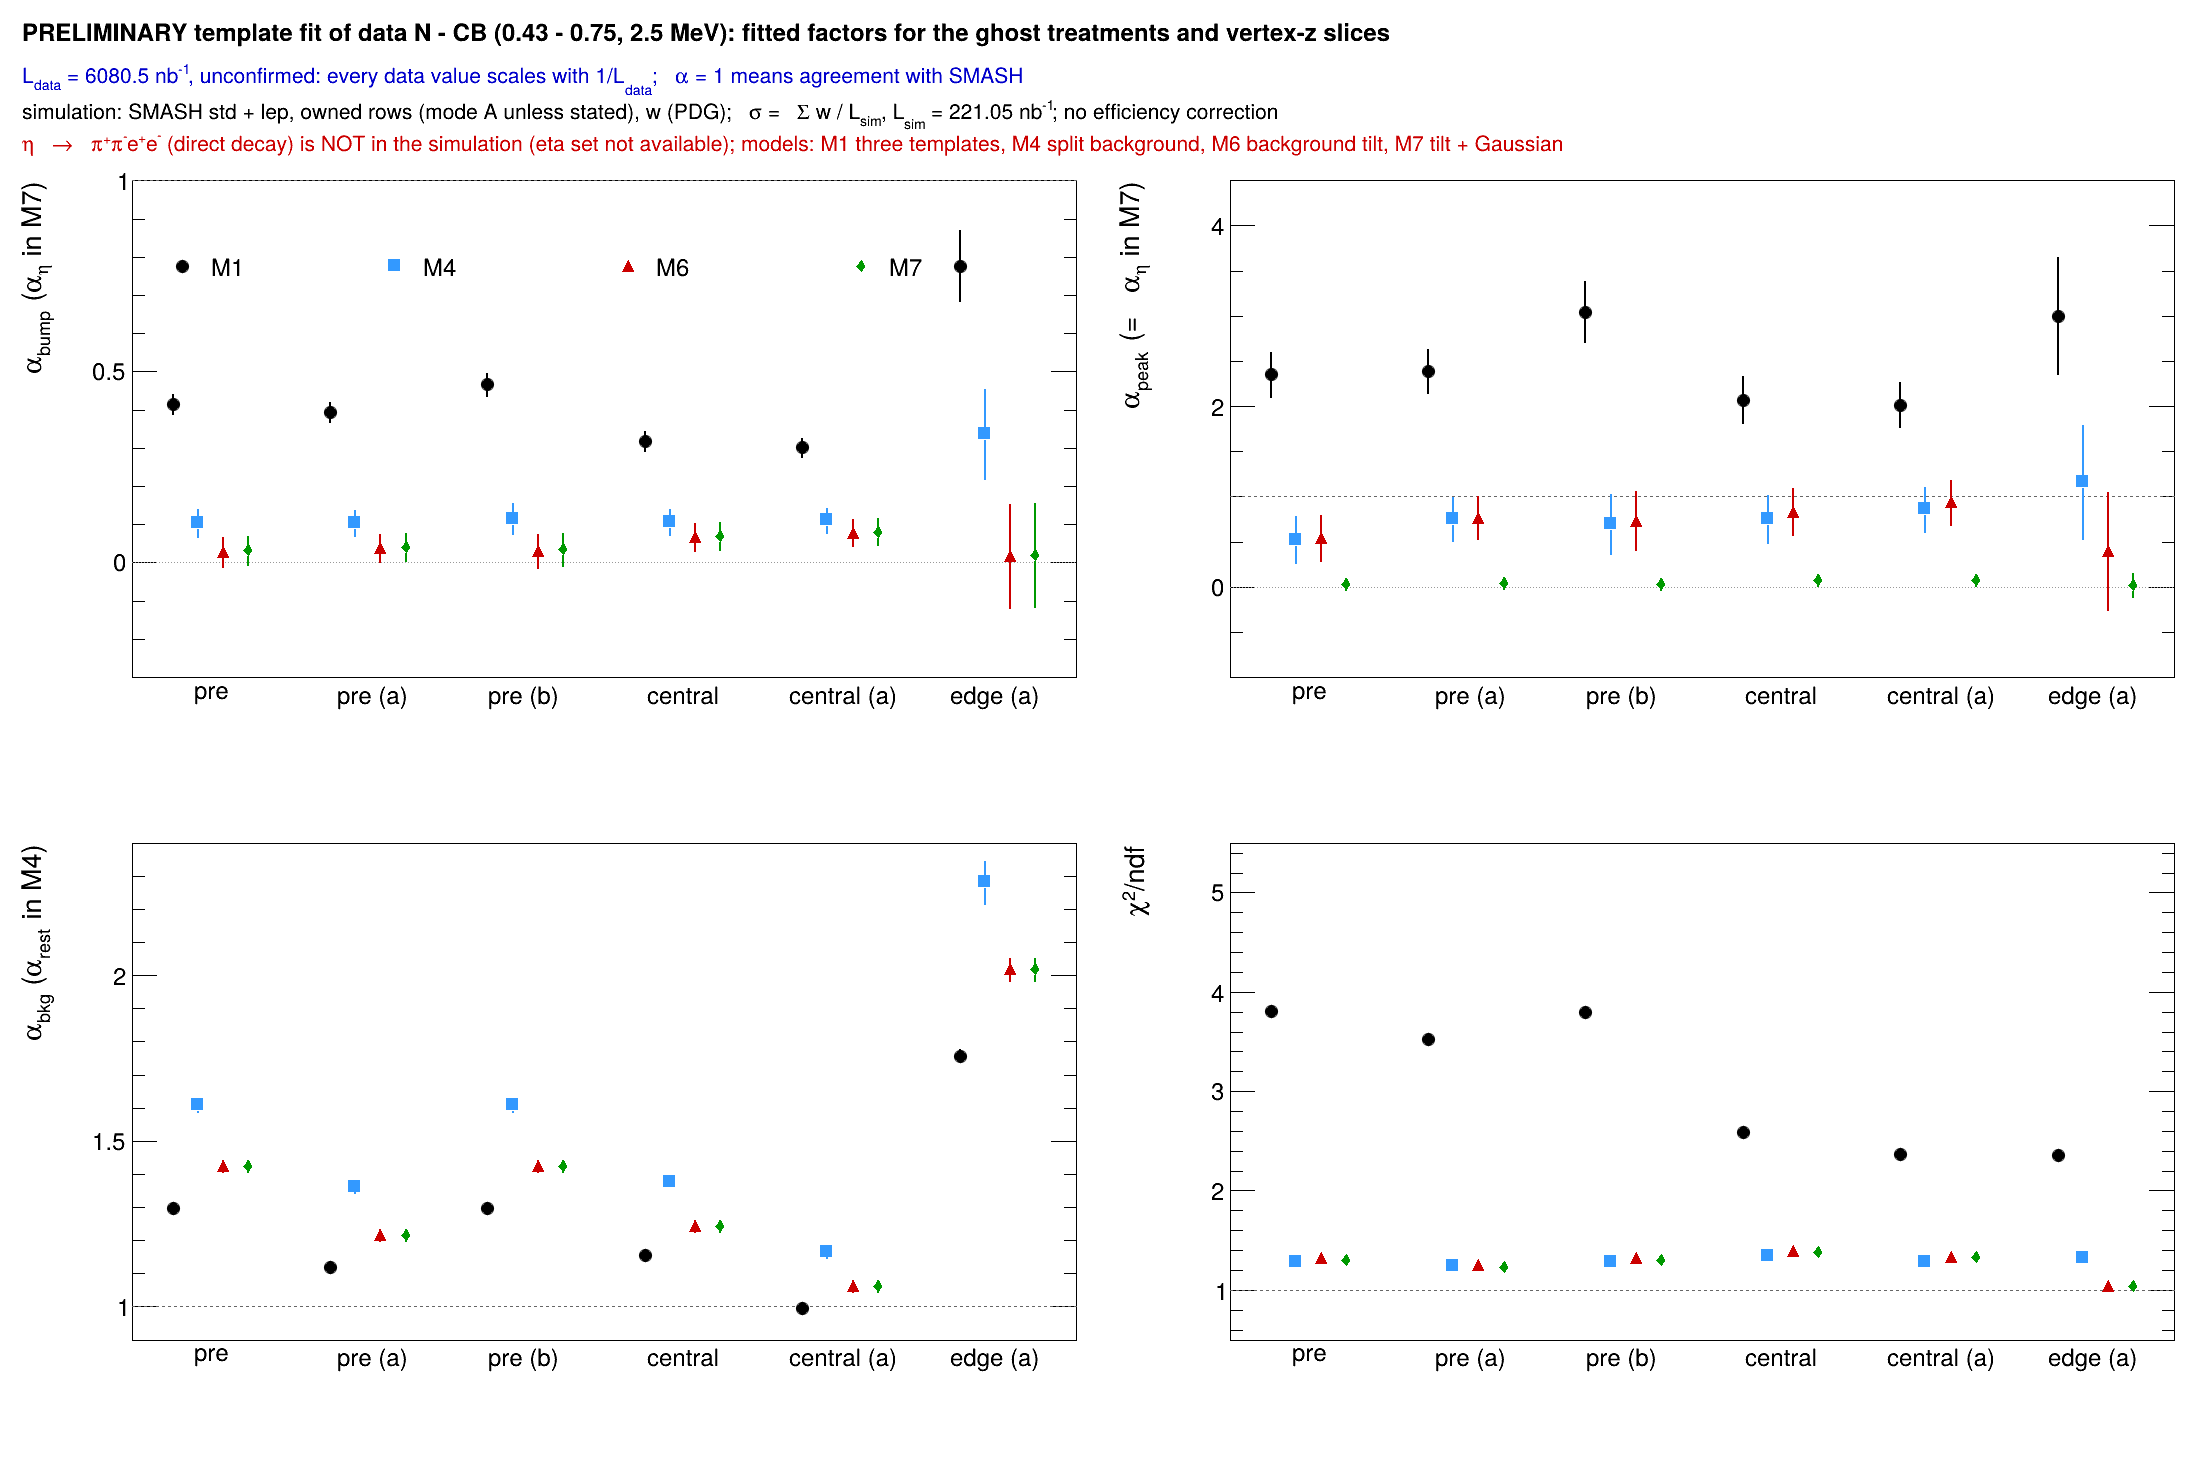 PRELIMINARY template fit of data N - CB (0.43 - 0.75, 2.5 MeV): fitted factors for the ghost treatments and vertex-z slices
L_data = 6080.5 nb⁻¹, unconfirmed: every data value scales with 1/L_data; α = 1 means agreement with SMASH
simulation: SMASH std + lep, owned rows (mode A unless stated), w (PDG); σ = Σ w / L_sim, L_sim = 221.05 nb⁻¹; no efficiency correction
η → π⁺π⁻e⁺e⁻ (direct decay) is NOT in the simulation (eta set not available); models: M1 three templates, M4 split background, M6 background tilt, M7 tilt + Gaussian
α_bump (α_η in M7)
1
0.5
0
M1 M4 M6 M7
pre pre (a) pre (b) central central (a) edge (a)
α_peak (= α_η in M7)
4
2
0
pre pre (a) pre (b) central central (a) edge (a)
α_bkg (α_rest in M4)
2
1.5
1
pre pre (a) pre (b) central central (a) edge (a)
χ²/ndf
5
4
3
2
1
pre pre (a) pre (b) central central (a) edge (a)